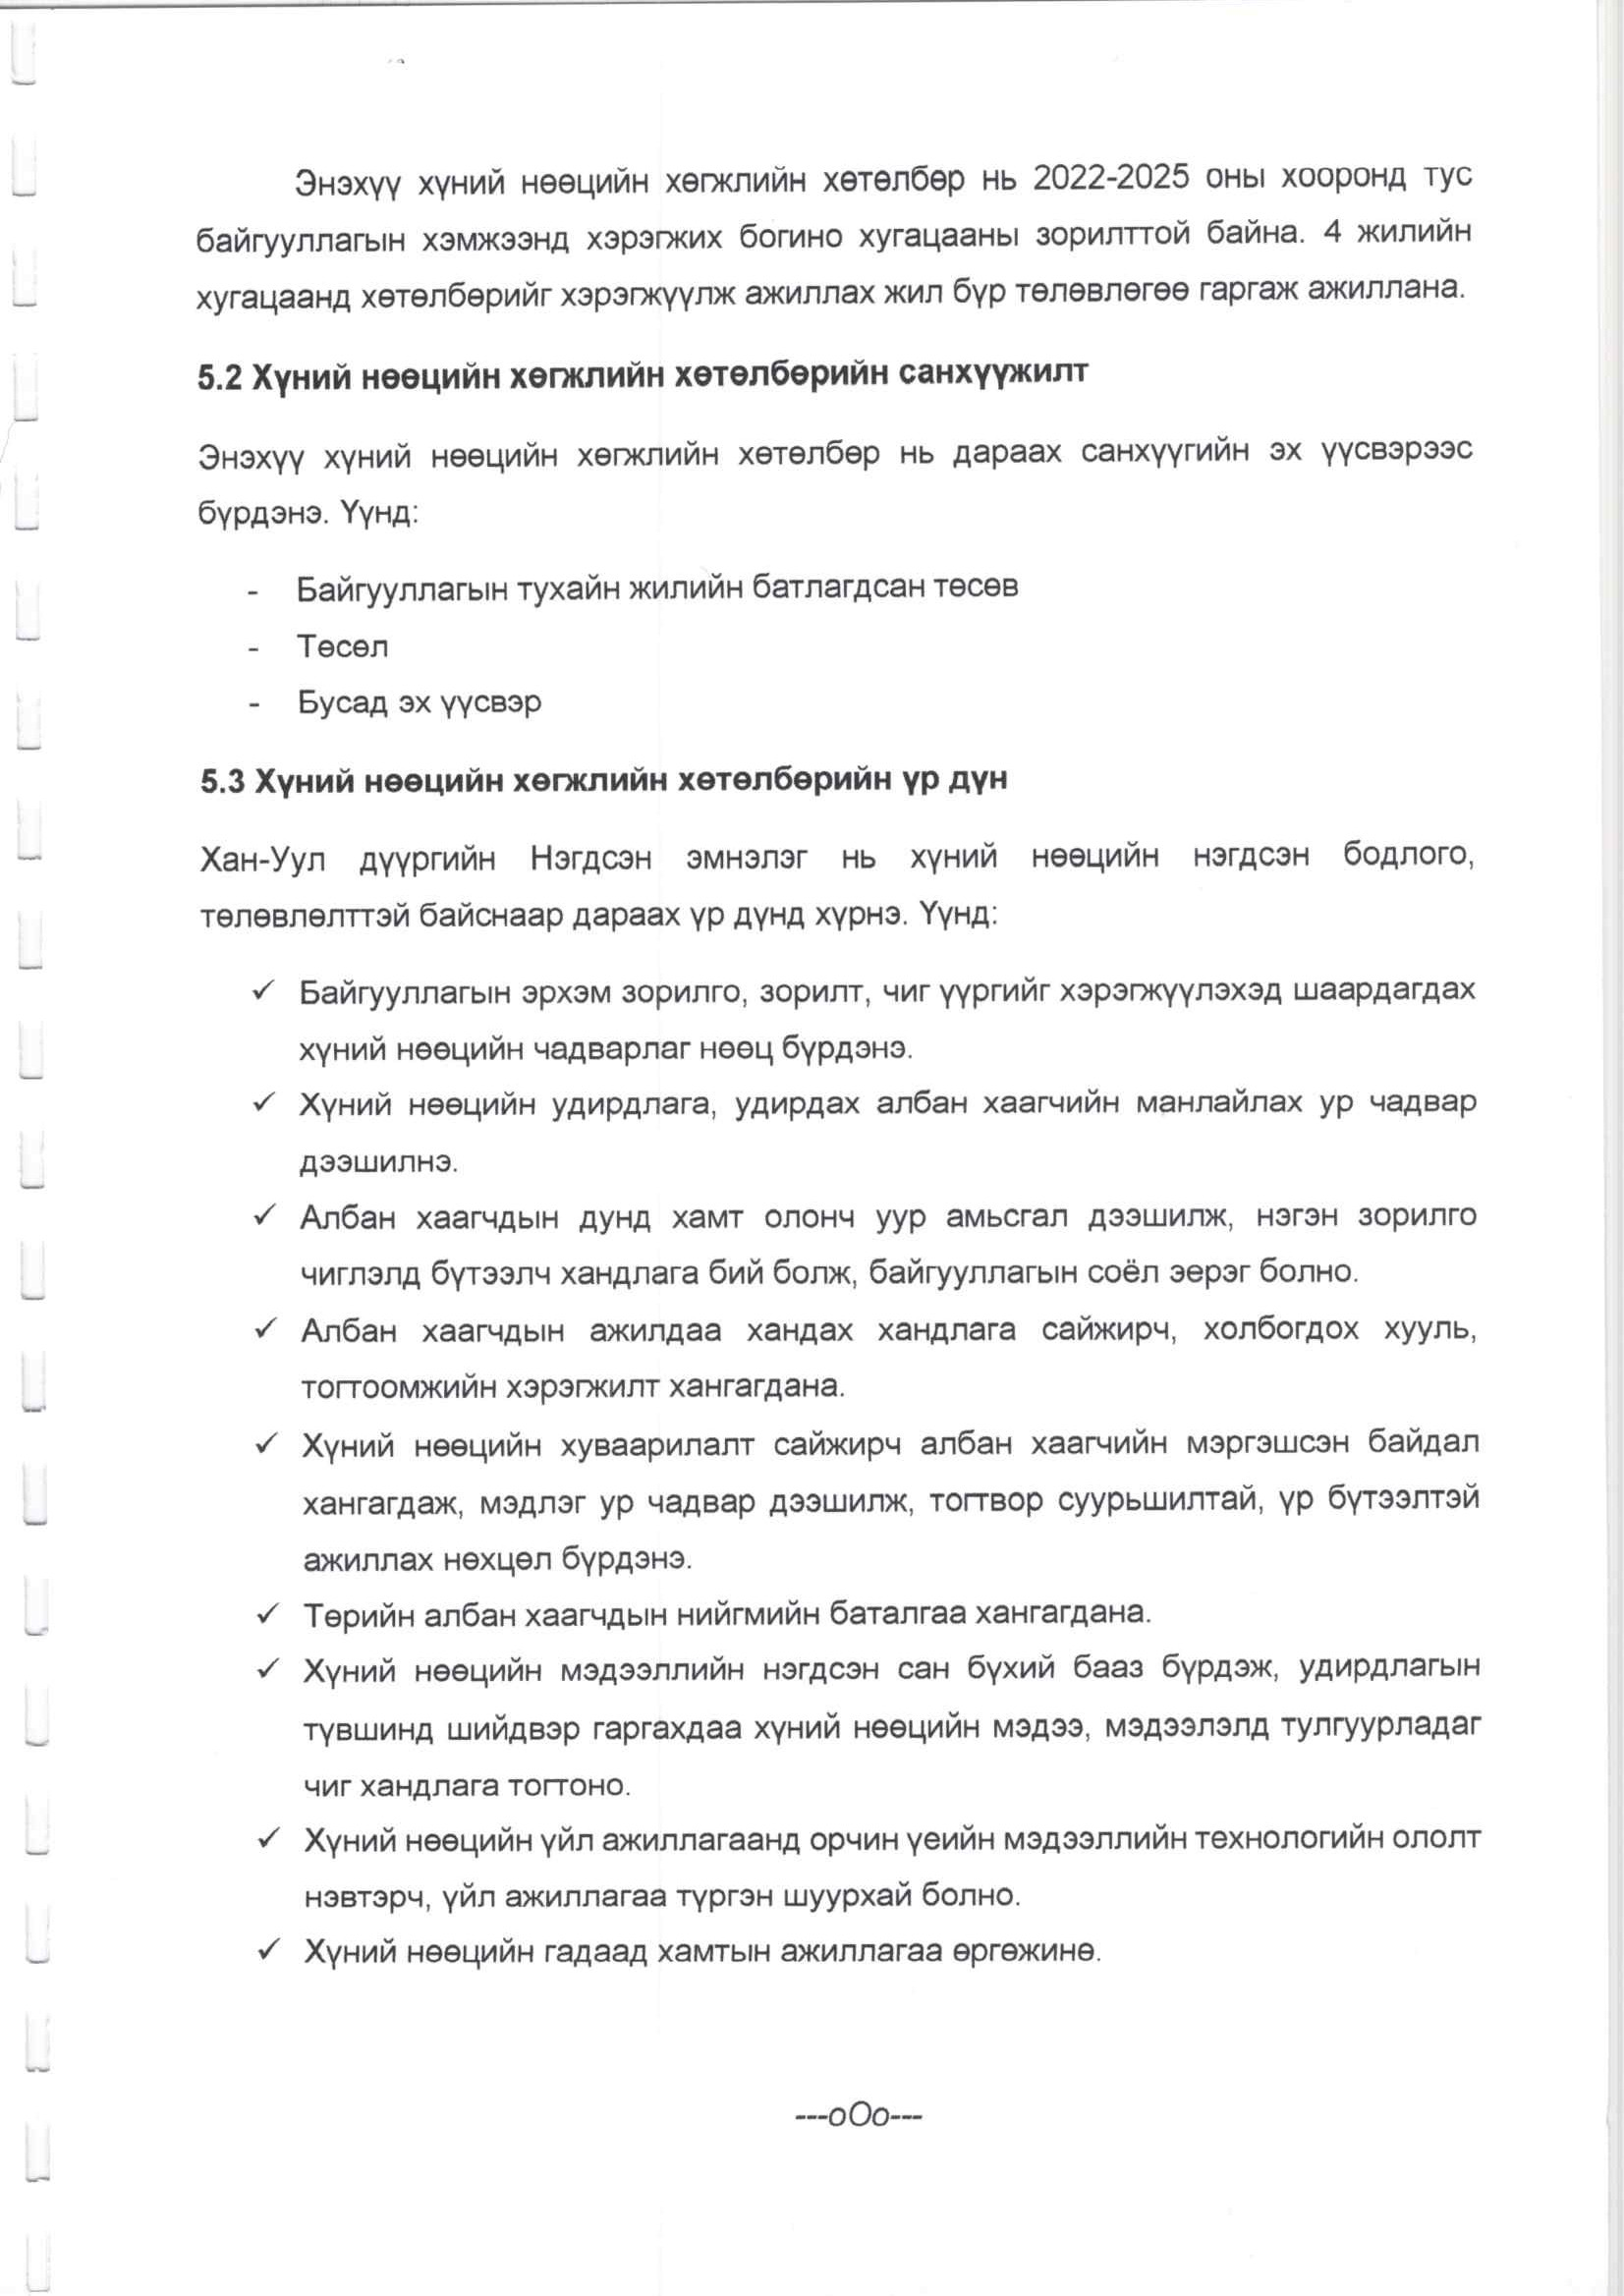 Энэхүү хүний нөөцийн хөгжлийн хөтөлбөр нь 2022-2025 оны хооронд тус
байгууллагын хэмжээнд хэрэгжих богино хугацааны зорилттой байна. 4 жилийн
хугацаанд хөтөлбөрийг хэрэгжүүлж ажиллах жил бүр төлөвлөгөө гаргаж ажиллана.
5.2 Хүний нөөцийн хөгжлийн хөтөлбөрийн санхүүжилт
Энэхүү хүний нөөцийн хөгжлийн хөтөлбөр нь дараах санхүүгийн эх үүсвэрээс
бүрдэнэ. Үүнд:
- Байгууллагын тухайн жилийн батлагдсан төсөв
- Төсөл
- Бусад эх үүсвэр
5.3 Хүний нөөцийн хөгжлийн хөтөлбөрийн үр дүн
Хан-Уул дүүргийн Нэгдсэн эмнэлэг нь хүний нөөцийн нэгдсэн бодлого,
төлөвлөлттэй байснаар дараах үр дүнд хүрнэ. Үүнд:
✓ Байгууллагын эрхэм зорилго, зорилт, чиг үүргийг хэрэгжүүлэхэд шаардагдах
хүний нөөцийн чадварлаг нөөц бүрдэнэ.
✓ Хүний нөөцийн удирдлага, удирдах албан хаагчийн манлайлах ур чадвар
дээшилнэ.
✓ Албан хаагчдын дунд хамт олонч уур амьсгал дээшилж, нэгэн зорилго
чиглэлд бүтээлч хандлага бий болж, байгууллагын соёл эерэг болно.
✓ Албан хаагчдын ажилдаа хандах хандлага сайжирч, холбогдох хууль,
тогтоомжийн хэрэгжилт хангагдана.
✓ Хүний нөөцийн хуваарилалт сайжирч албан хаагчийн мэргэшсэн байдал
хангагдаж, мэдлэг ур чадвар дээшилж, тогтвор суурьшилтай, үр бүтээлтэй
ажиллах нөхцөл бүрдэнэ.
✓ Төрийн албан хаагчдын нийгмийн баталгаа хангагдана.
✓ Хүний нөөцийн мэдээллийн нэгдсэн сан бүхий бааз бүрдэж, удирдлагын
түвшинд шийдвэр гаргахдаа хүний нөөцийн мэдээ, мэдээлэлд тулгуурладаг
чиг хандлага тогтоно.
✓ Хүний нөөцийн үйл ажиллагаанд орчин үеийн мэдээллийн технологийн ололт
нэвтэрч, үйл ажиллагаа түргэн шуурхай болно.
✓ Хүний нөөцийн гадаад хамтын ажиллагаа өргөжинө.
---оОо---